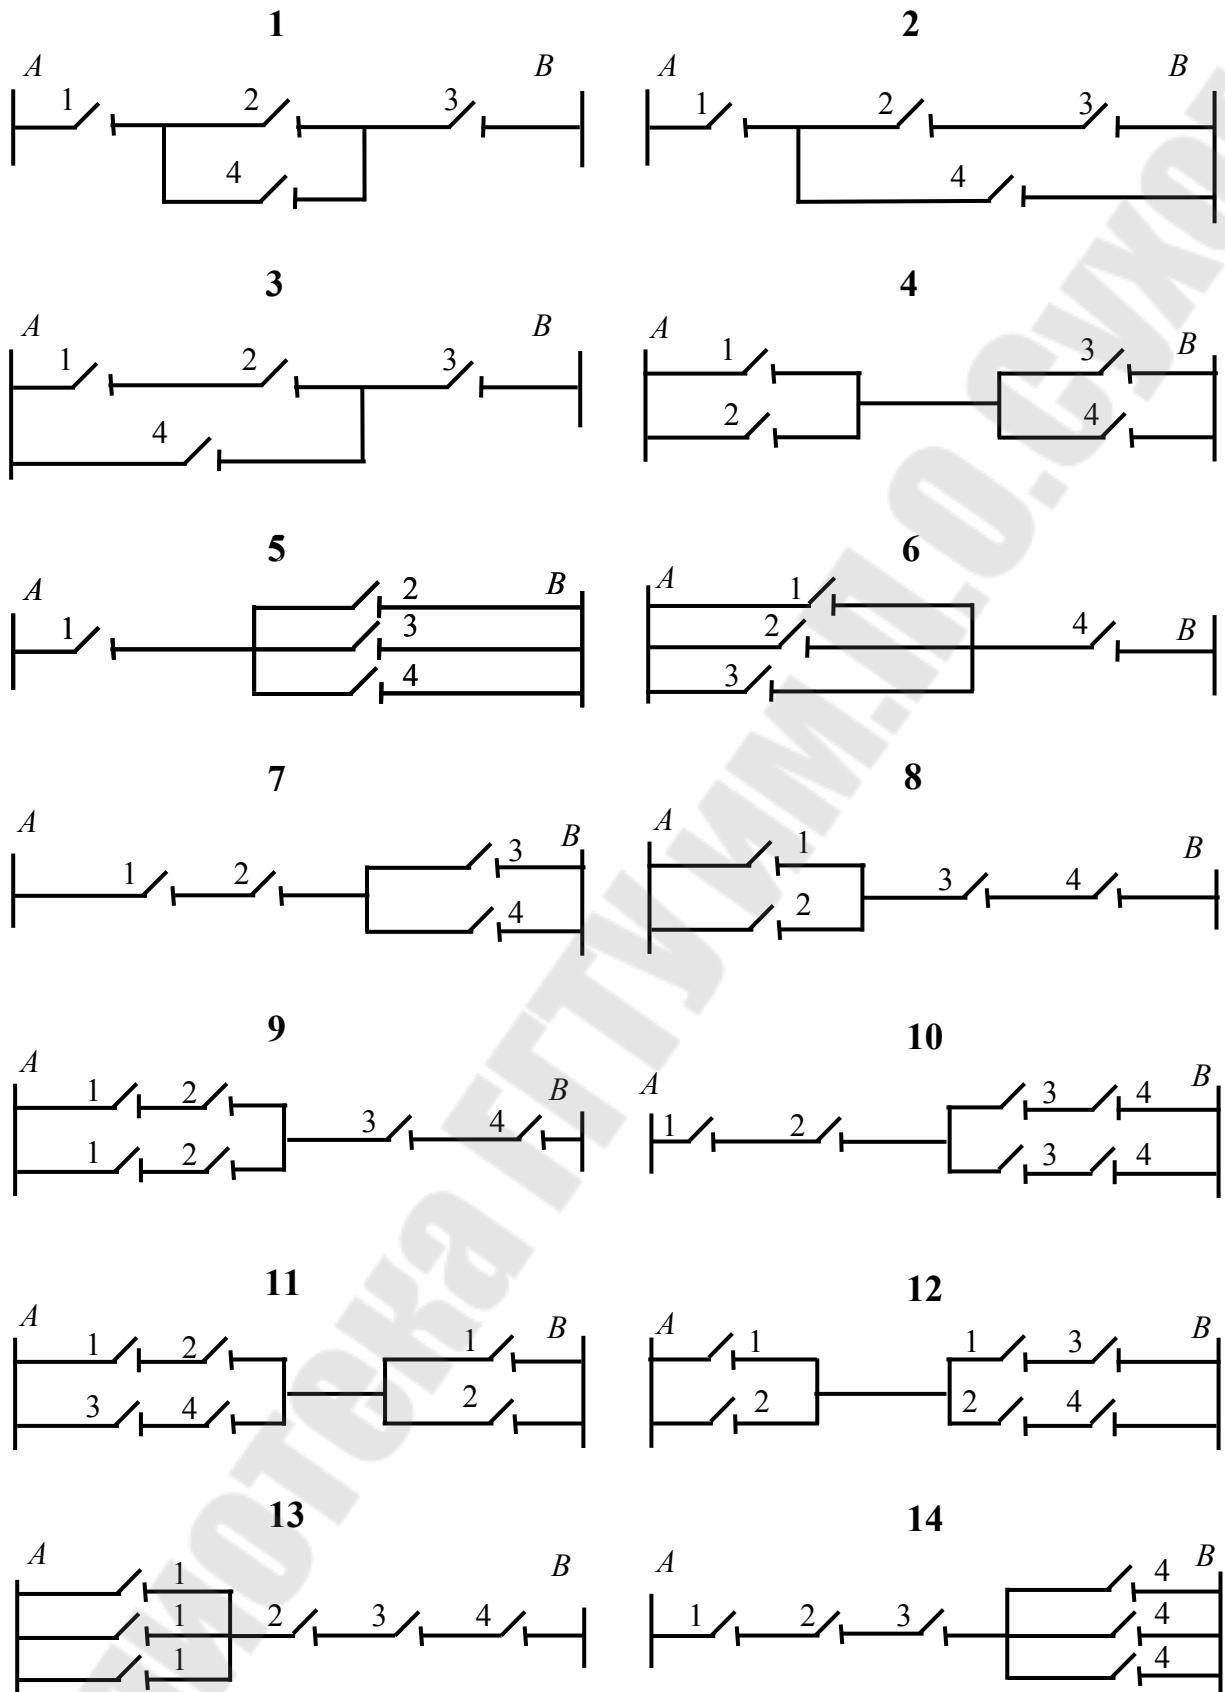 1 2
A B A B
1 2 3 1 2 3
4 4
3 4
A B A B
1 2 3 1 3
4 2 4
5 6
A 2 B A 1
1 3 2 4 B
4 3
7 8
A B A B
1 2 3 1 3 4
4 2
9 10
A B A B
1 2 3 4 1 2 3 4
1 2 3 4
11 12
A B A B
1 2 1 1 1 3
3 4 2 2 2 4
13 14
A B B
1 A 4
1 2 3 4 1 2 3 4
1 4
ИОТЕКА ГГТУ ИМ.П.О.СУХО